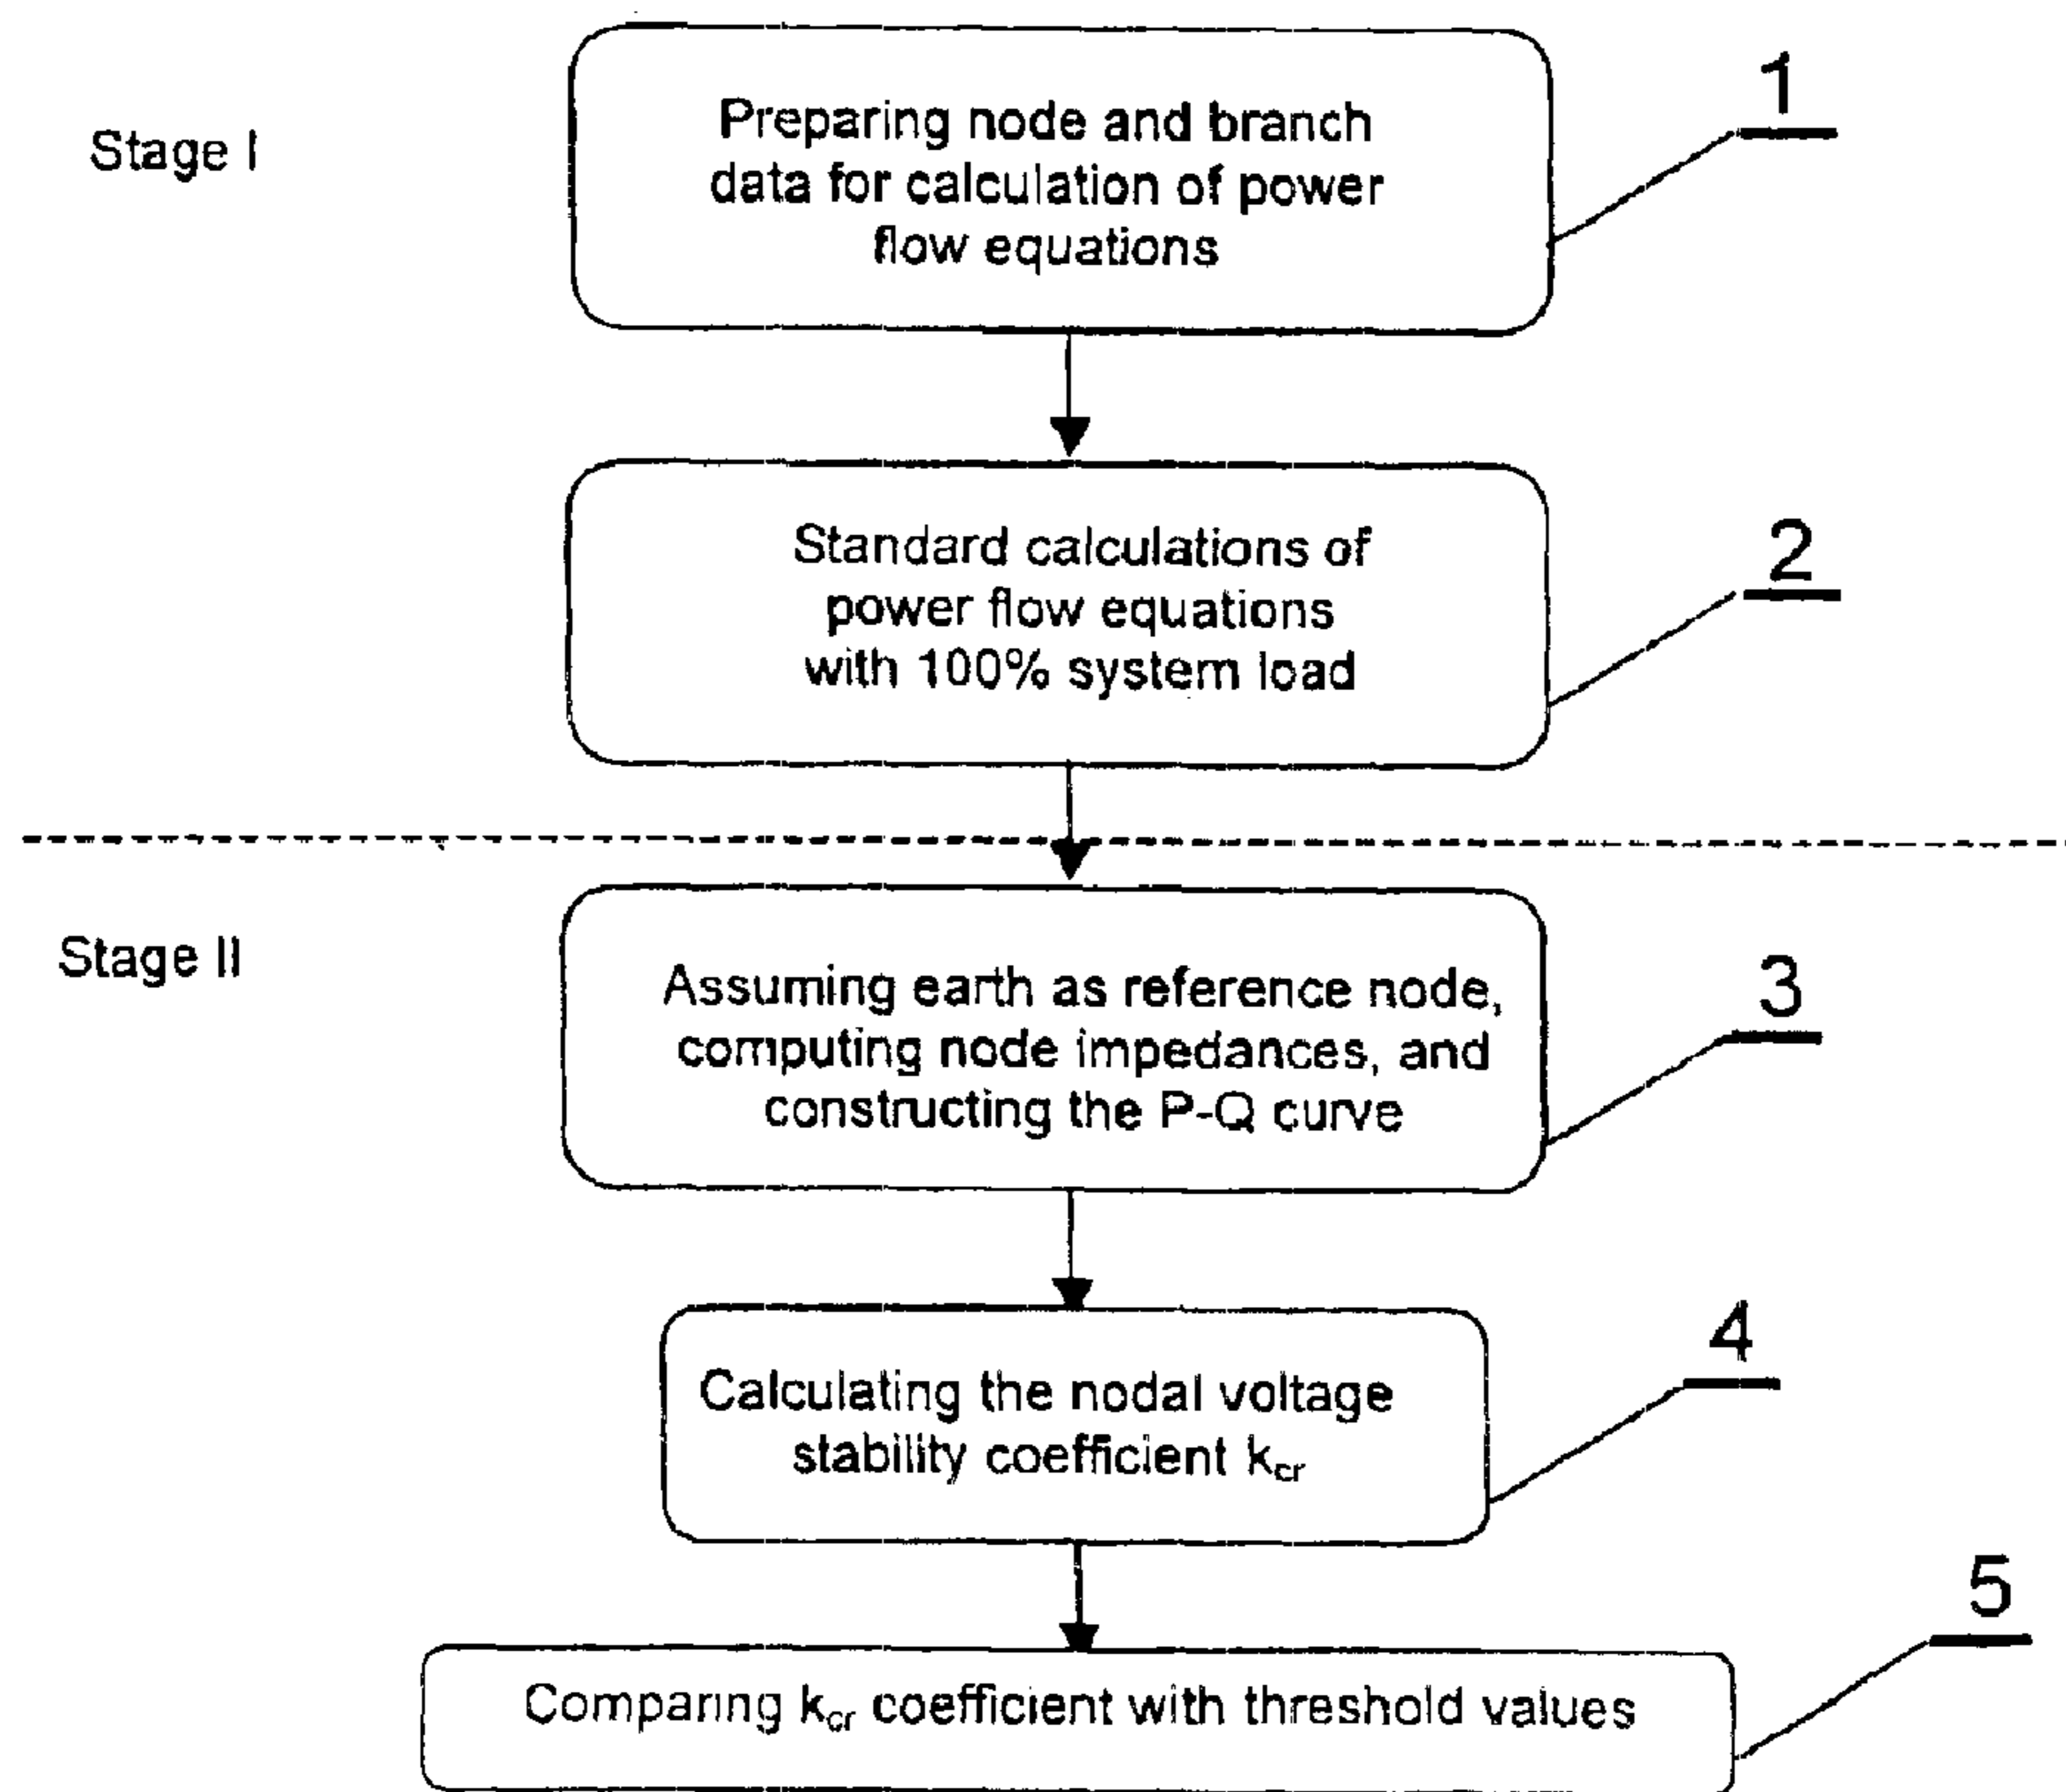 Stage I
Preparing node and branch
data for calculation of power
flow equations
1
Standard calculations of
power flow equations
with 100% system load
2
Stage II
Assuming earth as reference node,
computing node impedances, and
constructing the P-Q curve
3
Calculating the nodal voltage
stability coefficient kcr
4
Comparing kcr coefficient with threshold values
5